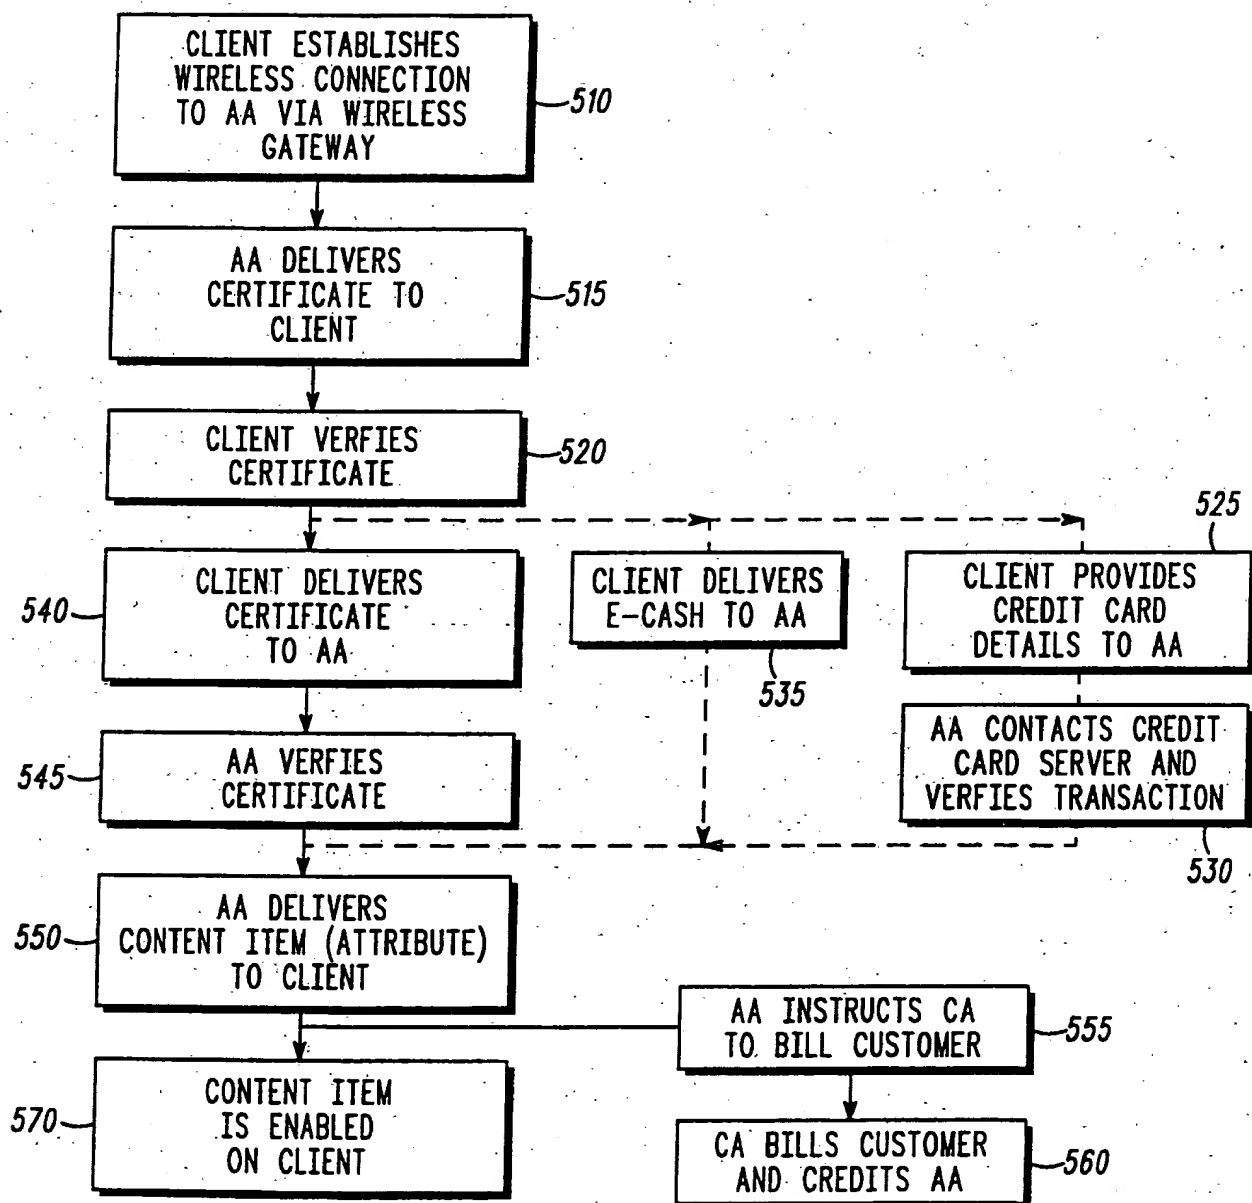 CLIENT ESTABLISHES
WIRELESS CONNECTION
TO AA VIA WIRELESS
GATEWAY
510
AA DELIVERS
CERTIFICATE TO
CLIENT
515
CLIENT VERFIES
CERTIFICATE
520
CLIENT DELIVERS
CERTIFICATE
TO AA
540
CLIENT DELIVERS
E-CASH TO AA
535
525
CLIENT PROVIDES
CREDIT CARD
DETAILS TO AA
AA VERFIES
CERTIFICATE
545
AA CONTACTS CREDIT
CARD SERVER AND
VERFIES TRANSACTION
530
AA DELIVERS
CONTENT ITEM (ATTRIBUTE)
TO CLIENT
550
AA INSTRUCTS CA
TO BILL CUSTOMER
555
CONTENT ITEM
IS ENABLED
ON CLIENT
570
CA BILLS CUSTOMER
AND CREDITS AA
560